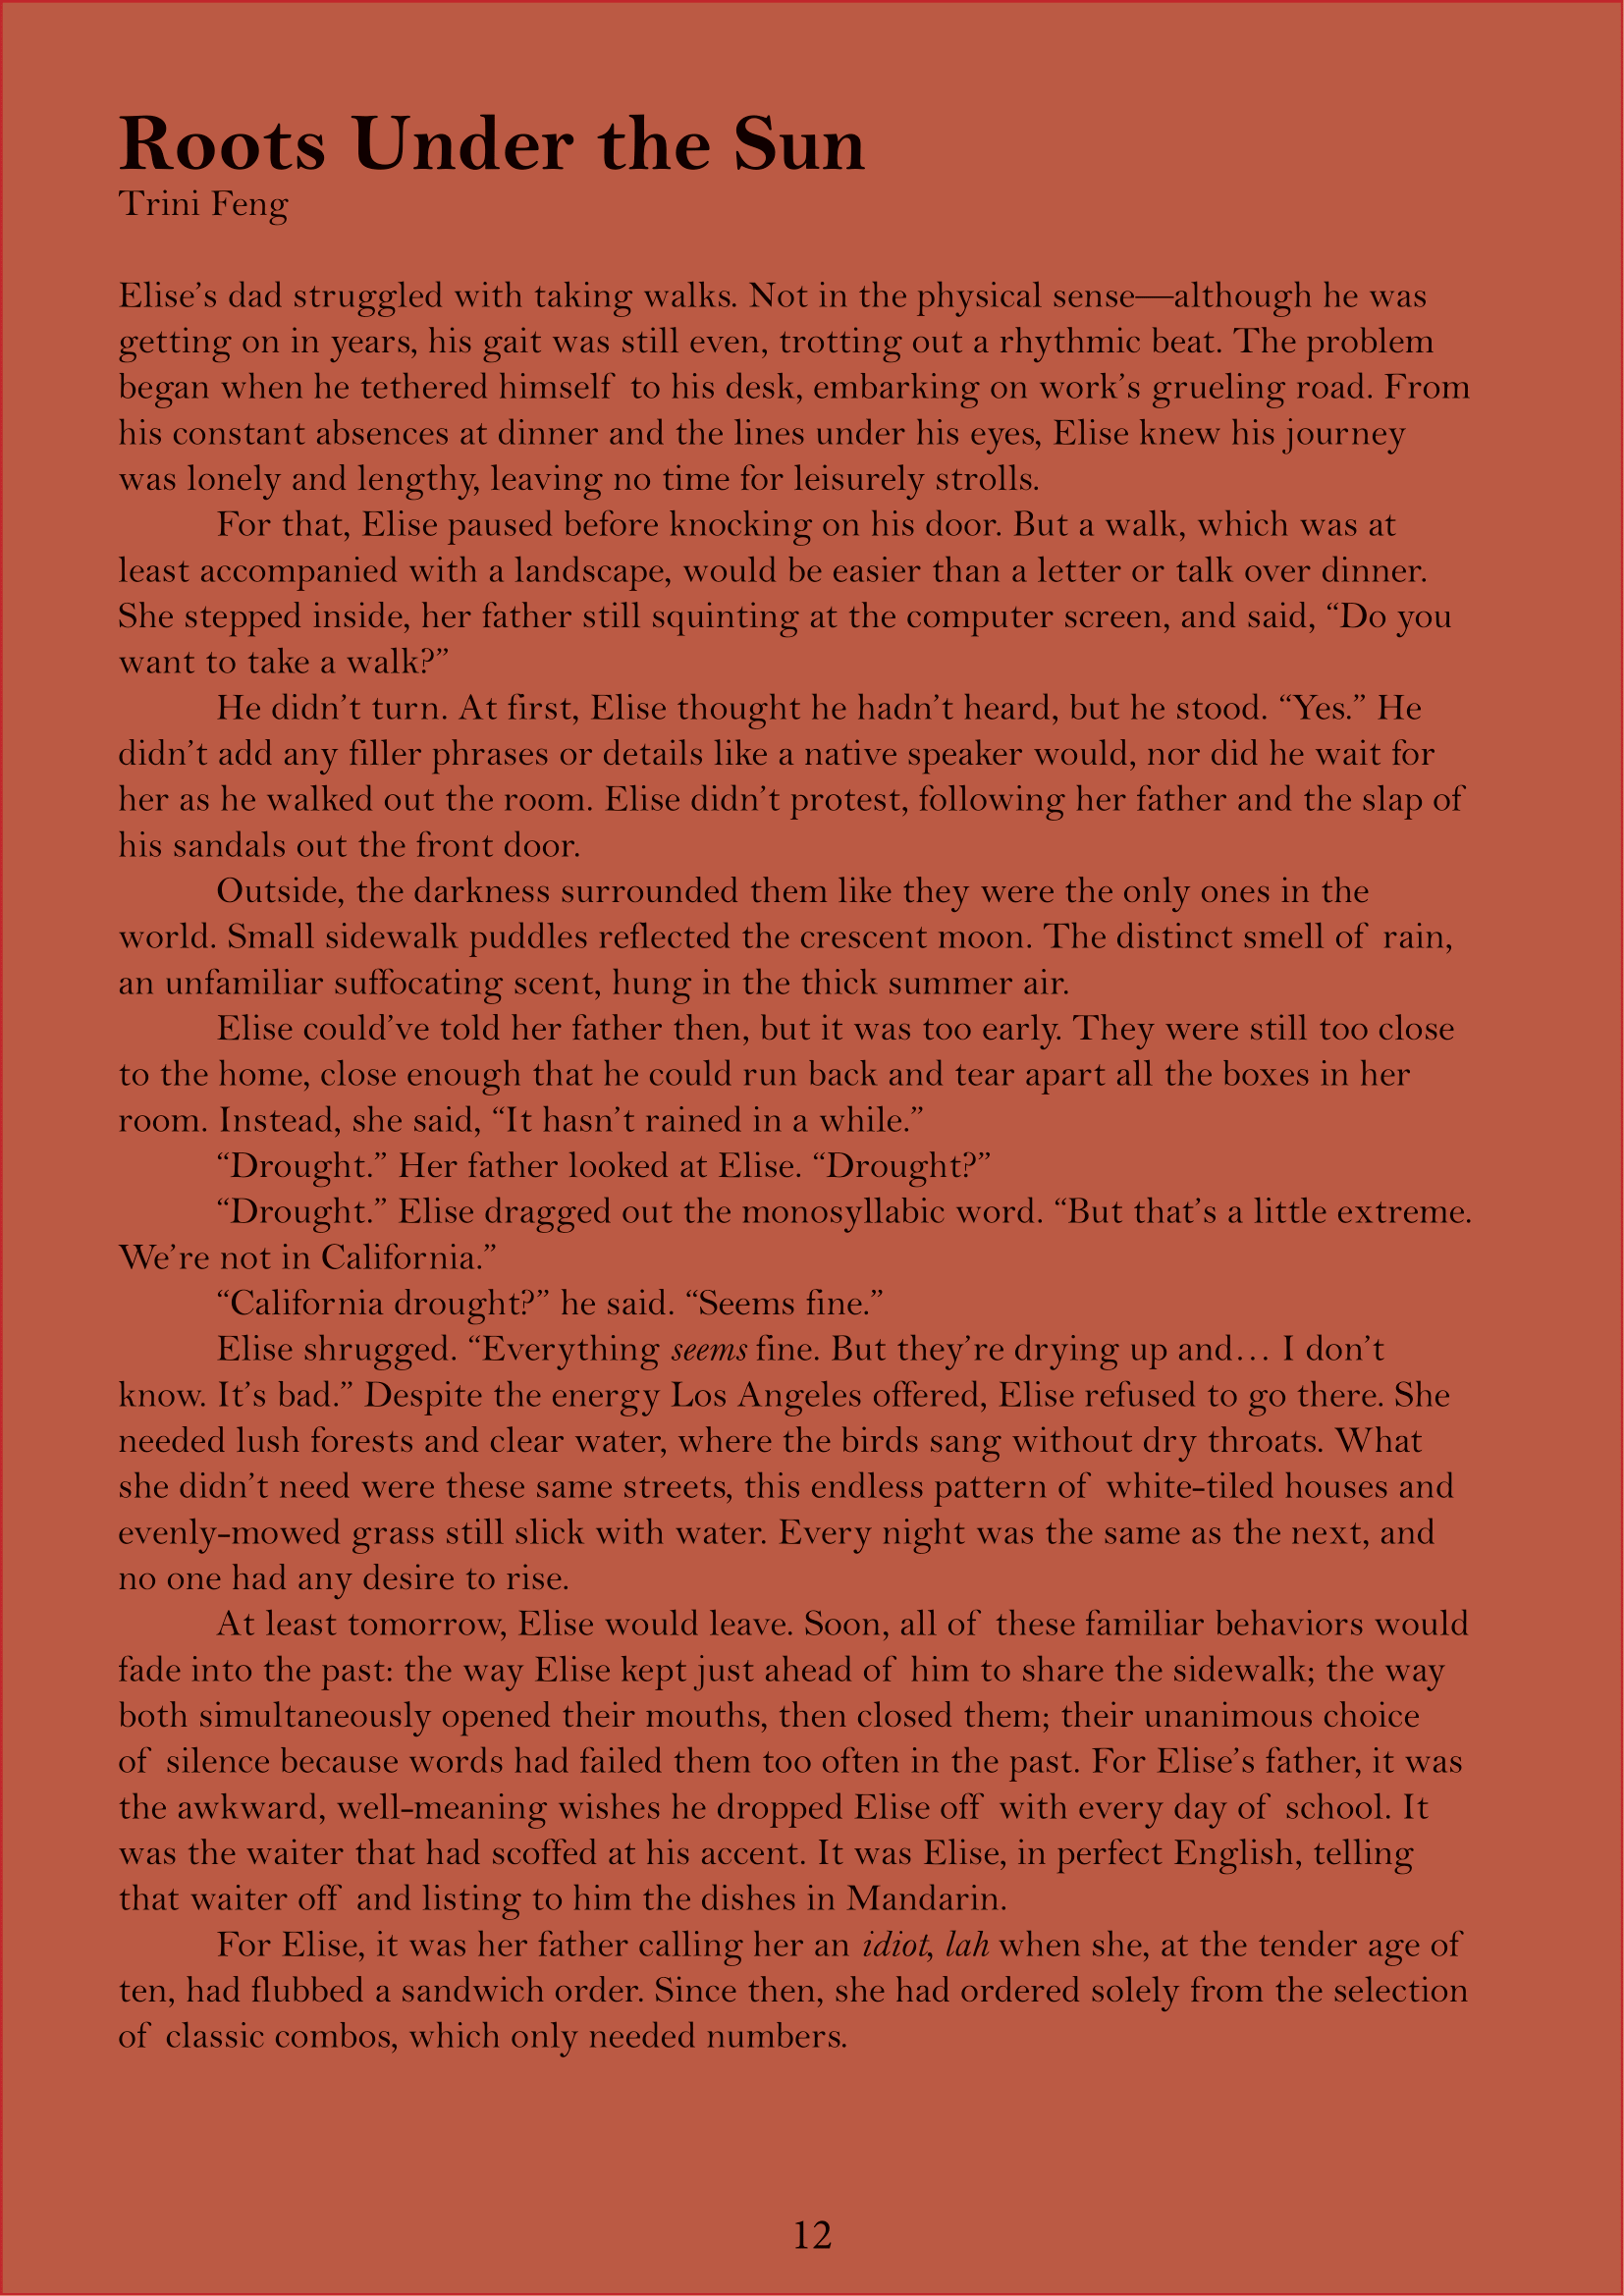 Roots Under the Sun
Trini Feng
Elise’s dad struggled with taking walks. Not in the physical sense—although he was
getting on in years, his gait was still even, trotting out a rhythmic beat. The problem
began when he tethered himself to his desk, embarking on work’s grueling road. From
his constant absences at dinner and the lines under his eyes, Elise knew his journey
was lonely and lengthy, leaving no time for leisurely strolls.
For that, Elise paused before knocking on his door. But a walk, which was at
least accompanied with a landscape, would be easier than a letter or talk over dinner.
She stepped inside, her father still squinting at the computer screen, and said, “Do you
want to take a walk?”
He didn’t turn. At first, Elise thought he hadn’t heard, but he stood. “Yes.” He
didn’t add any filler phrases or details like a native speaker would, nor did he wait for
her as he walked out the room. Elise didn’t protest, following her father and the slap of
his sandals out the front door.
Outside, the darkness surrounded them like they were the only ones in the
world. Small sidewalk puddles reflected the crescent moon. The distinct smell of rain,
an unfamiliar suffocating scent, hung in the thick summer air.
Elise could’ve told her father then, but it was too early. They were still too close
to the home, close enough that he could run back and tear apart all the boxes in her
room. Instead, she said, “It hasn’t rained in a while.”
“Drought.” Her father looked at Elise. “Drought?”
“Drought.” Elise dragged out the monosyllabic word. “But that’s a little extreme.
We’re not in California.”
“California drought?” he said. “Seems fine.”
Elise shrugged. “Everything seems fine. But they’re drying up and… I don’t
know. It’s bad.” Despite the energy Los Angeles offered, Elise refused to go there. She
needed lush forests and clear water, where the birds sang without dry throats. What
she didn’t need were these same streets, this endless pattern of white-tiled houses and
evenly-mowed grass still slick with water. Every night was the same as the next, and
no one had any desire to rise.
At least tomorrow, Elise would leave. Soon, all of these familiar behaviors would
fade into the past: the way Elise kept just ahead of him to share the sidewalk; the way
both simultaneously opened their mouths, then closed them; their unanimous choice
of silence because words had failed them too often in the past. For Elise’s father, it was
the awkward, well-meaning wishes he dropped Elise off with every day of school. It
was the waiter that had scoffed at his accent. It was Elise, in perfect English, telling
that waiter off and listing to him the dishes in Mandarin.
For Elise, it was her father calling her an idiot, lah when she, at the tender age of
ten, had flubbed a sandwich order. Since then, she had ordered solely from the selection
of classic combos, which only needed numbers.
12